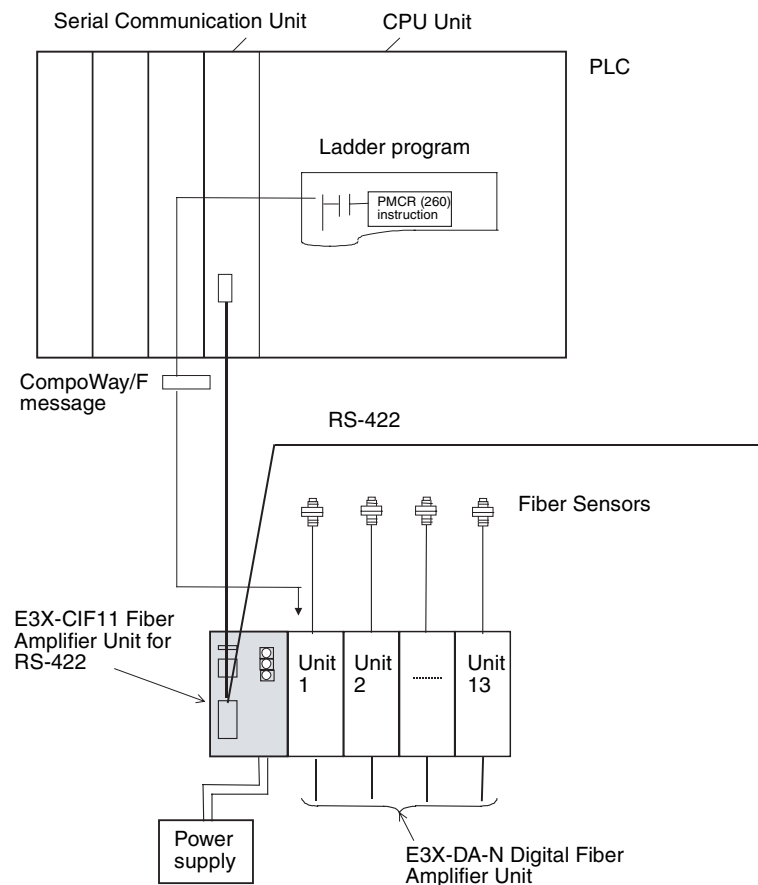 Serial Communication Unit
CPU Unit
PLC
Ladder program
PMCR (260)
instruction
CompoWay/F
message
RS-422
Fiber Sensors
E3X-CIF11 Fiber
Amplifier Unit for
RS-422
Unit
1
Unit
2
.........
Unit
13
Power
supply
E3X-DA-N Digital Fiber
Amplifier Unit